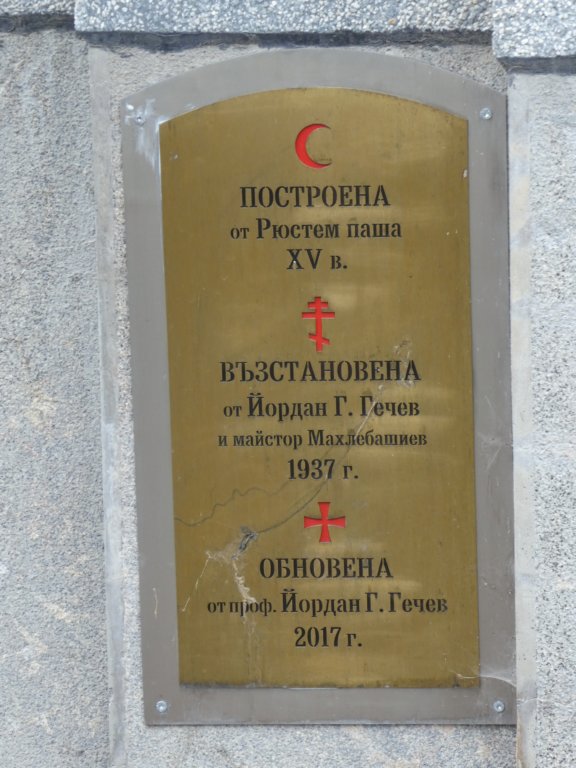 ПОСТРОЕНА
от Рюстем паша
XV в.
ВЪЗСТАНОВЕНА
от Йордан Г. Гечев
и майстор Махлебашиев
1937 г.
ОБНОВЕНА
от проф. Йордан Г. Гечев
2017 г.